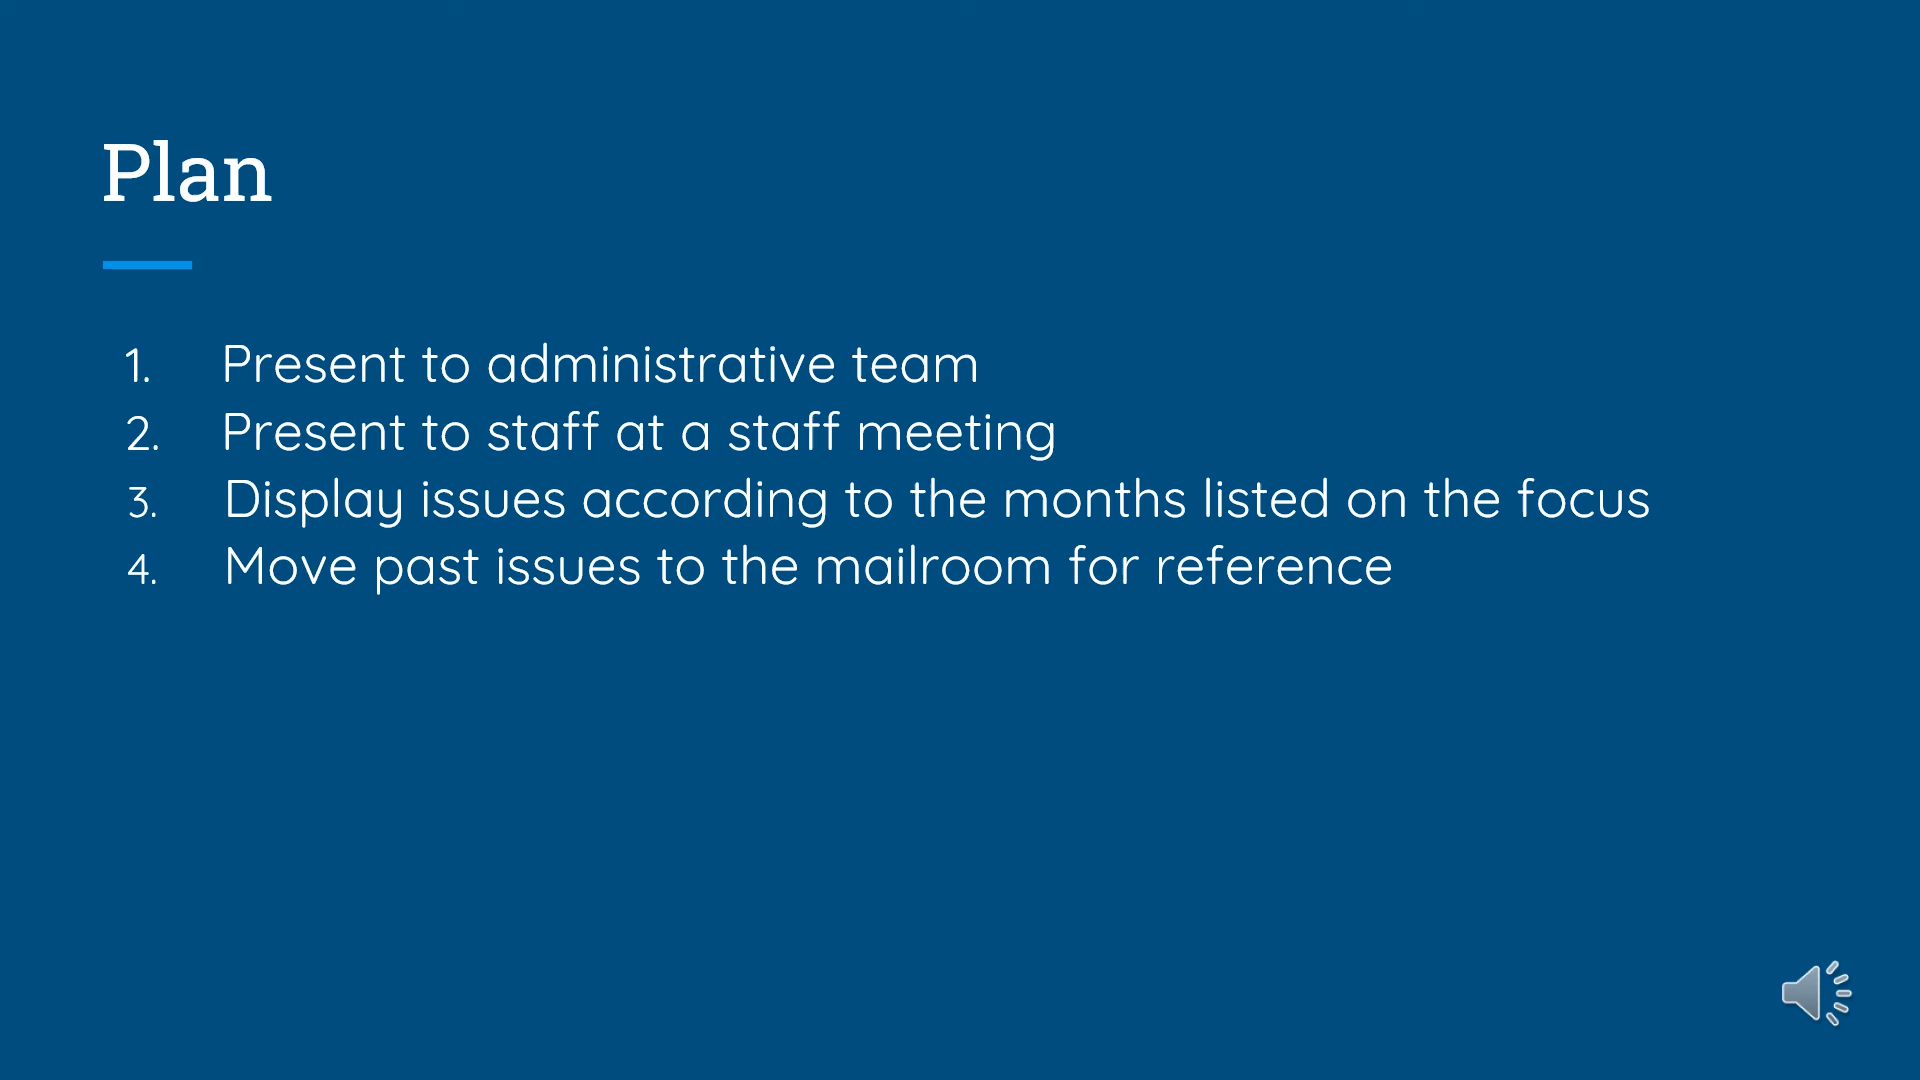 Plan
1. Present to administrative team
2. Present to staff at a staff meeting
3. Display issues according to the months listed on the focus
4. Move past issues to the mailroom for reference